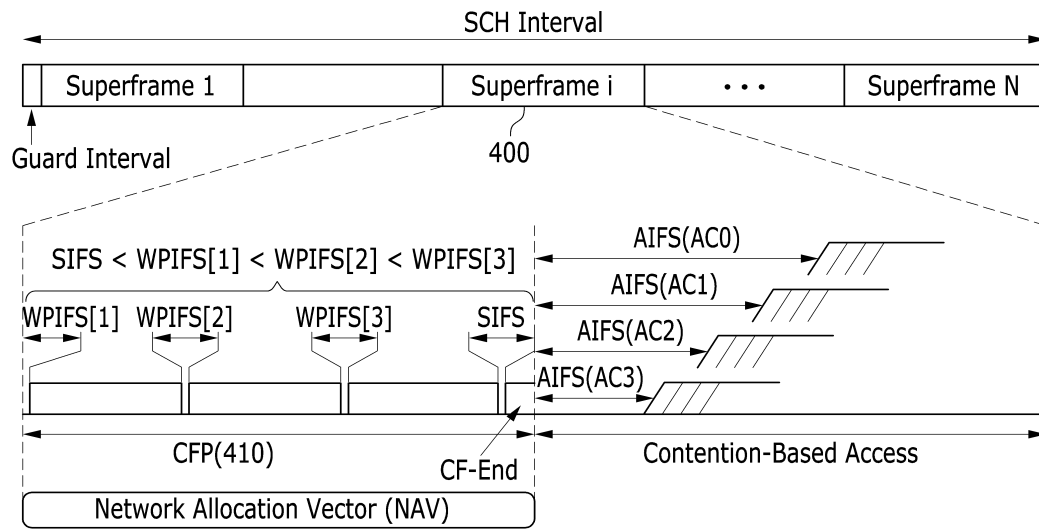 SCH Interval
Superframe 1
Superframe i
• • •
Superframe N
Guard Interval
400
SIFS < WPIFS[1] < WPIFS[2] < WPIFS[3]
WPIFS[1]
WPIFS[2]
WPIFS[3]
SIFS
AIFS(AC0)
AIFS(AC1)
AIFS(AC2)
AIFS(AC3)
CFP(410)
CF-End
Contention-Based Access
Network Allocation Vector (NAV)